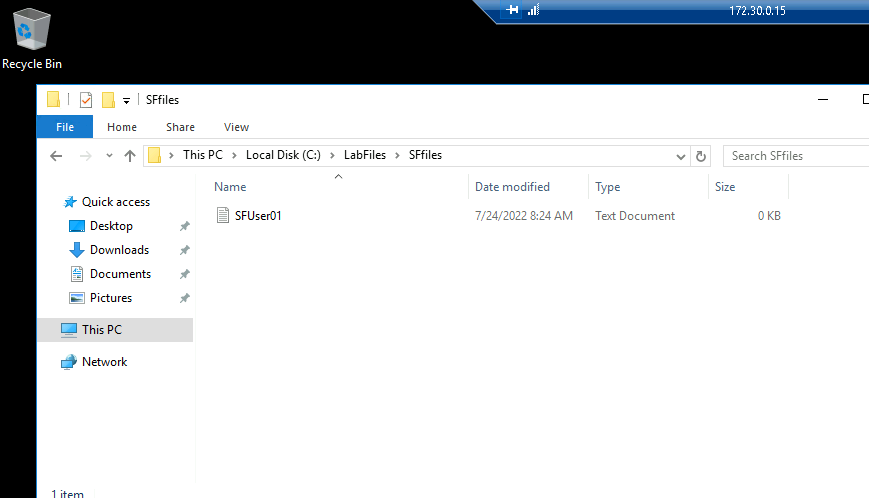 172.30.0.15
Recycle Bin
SFfiles
File Home Share View
This PC Local Disk (C:) LabFiles SFfiles Search SFfiles
Name Date modified Type Size
Quick access
SFUser01 7/24/2022 8:24 AM Text Document 0 KB
Desktop
Downloads
Documents
Pictures
This PC
Network
1 item